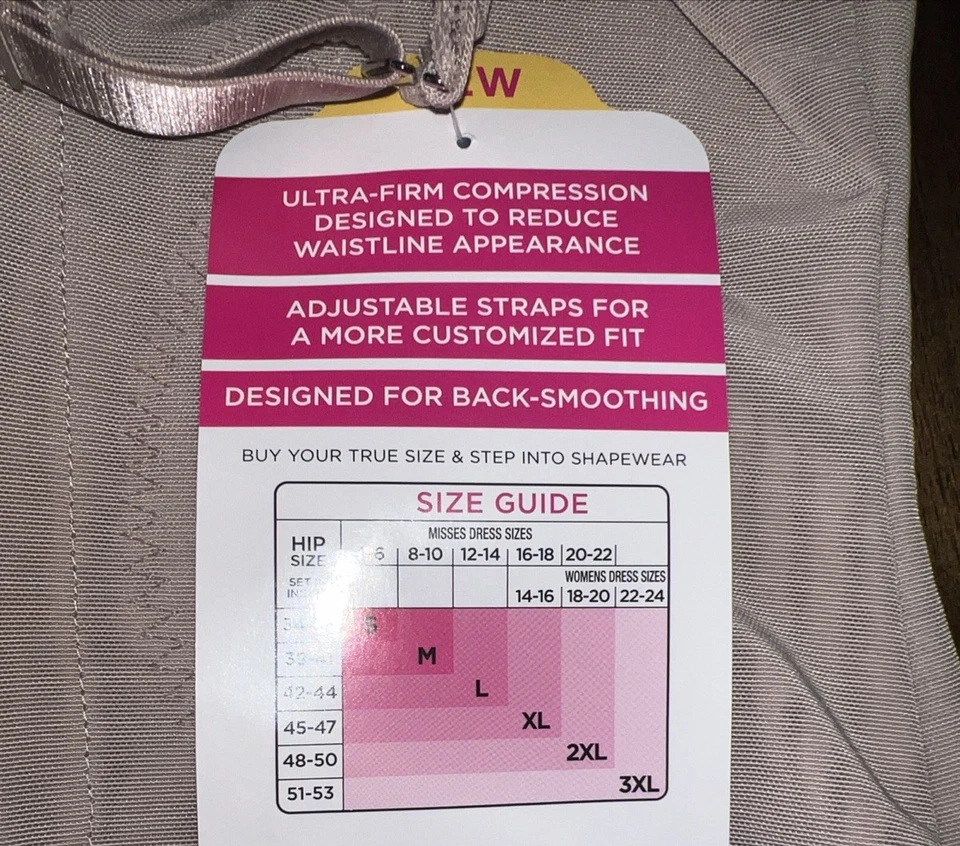 W
ULTRA-FIRM COMPRESSION
DESIGNED TO REDUCE
WAISTLINE APPEARANCE
ADJUSTABLE STRAPS FOR
A MORE CUSTOMIZED FIT
DESIGNED FOR BACK-SMOOTHING
BUY YOUR TRUE SIZE & STEP INTO SHAPEWEAR
SIZE GUIDE
HIP
SIZE
MISSES DRESS SIZES
8-10 12-14 16-18 20-22
WOMENS DRESS SIZES
14-16 18-20 22-24
S
M
42-44 L
45-47 XL
48-50 2XL
51-53 3XL